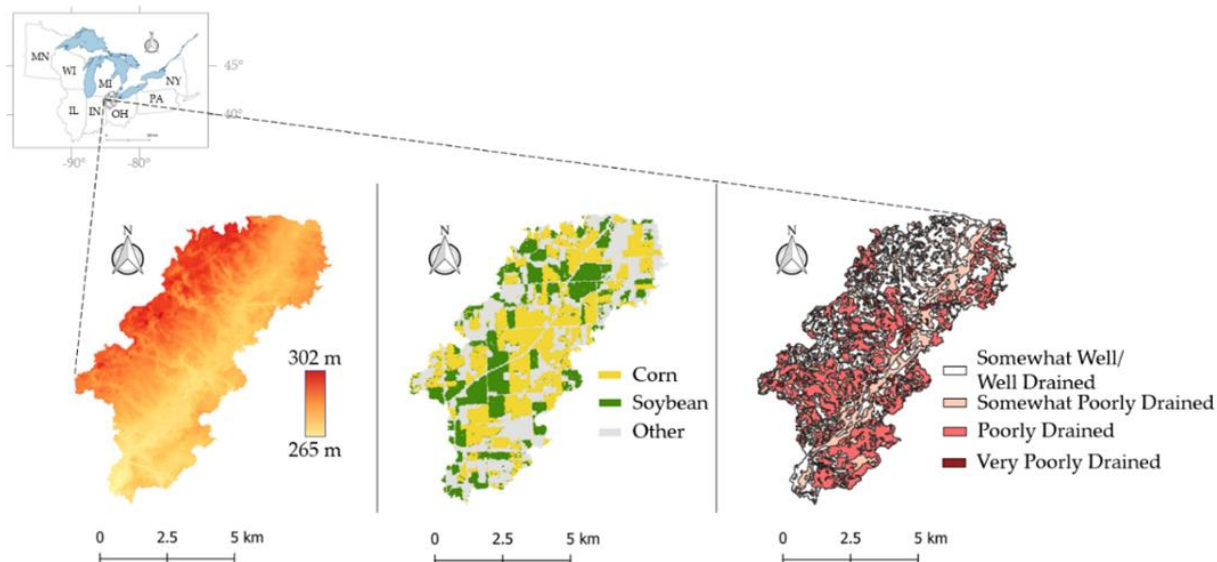 MN
WI
MI
NY
IL
IN
OH
PA
45°
40°
-90°
-80°
302 m
265 m
0 2.5 5 km
Corn
Soybean
Other
0 2.5 5 km
Somewhat Well/
Well Drained
Somewhat Poorly Drained
Poorly Drained
Very Poorly Drained
0 2.5 5 km